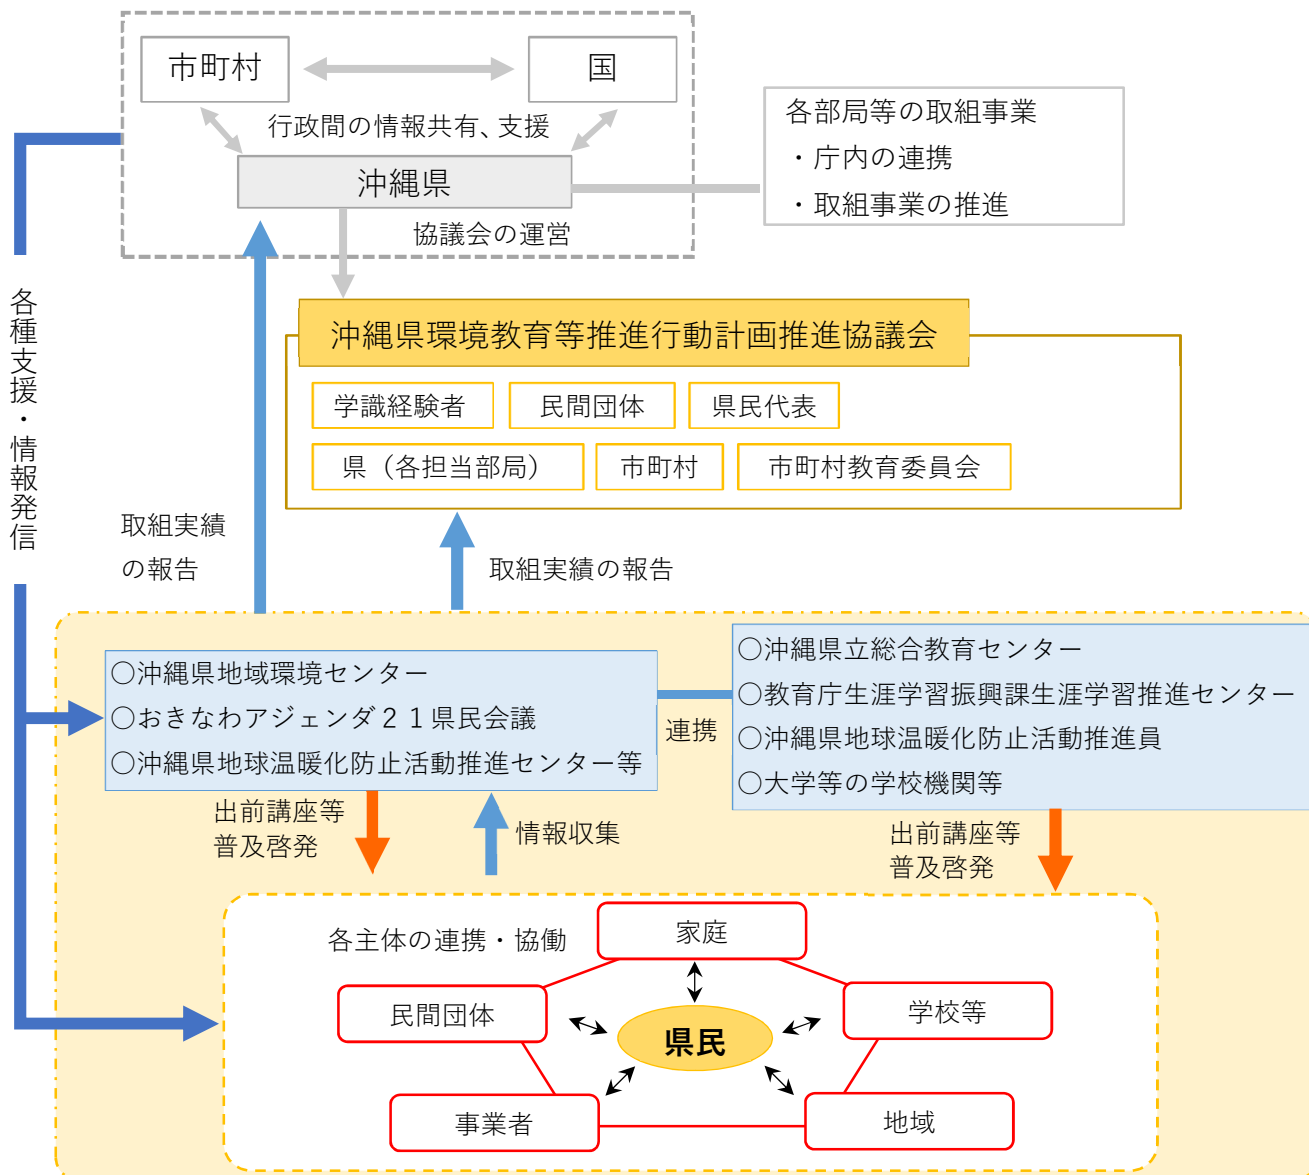 市町村
国
行政間の情報共有、支援
沖縄県
協議会の運営
各部局等の取組事業
・庁内の連携
・取組事業の推進
各種支援・情報発信
沖縄県環境教育等推進行動計画推進協議会
学識経験者
民間団体
県民代表
県（各担当部局）
市町村
市町村教育委員会
取組実績
の報告
取組実績の報告
〇沖縄県地域環境センター
〇おきなわアジェンダ２１県民会議
〇沖縄県地球温暖化防止活動推進センター等
連携
〇沖縄県立総合教育センター
〇教育庁生涯学習振興課生涯学習推進センター
〇沖縄県地球温暖化防止活動推進員
〇大学等の学校機関等
出前講座等
普及啓発
情報収集
出前講座等
普及啓発
各主体の連携・協働
家庭
民間団体
学校等
県民
事業者
地域